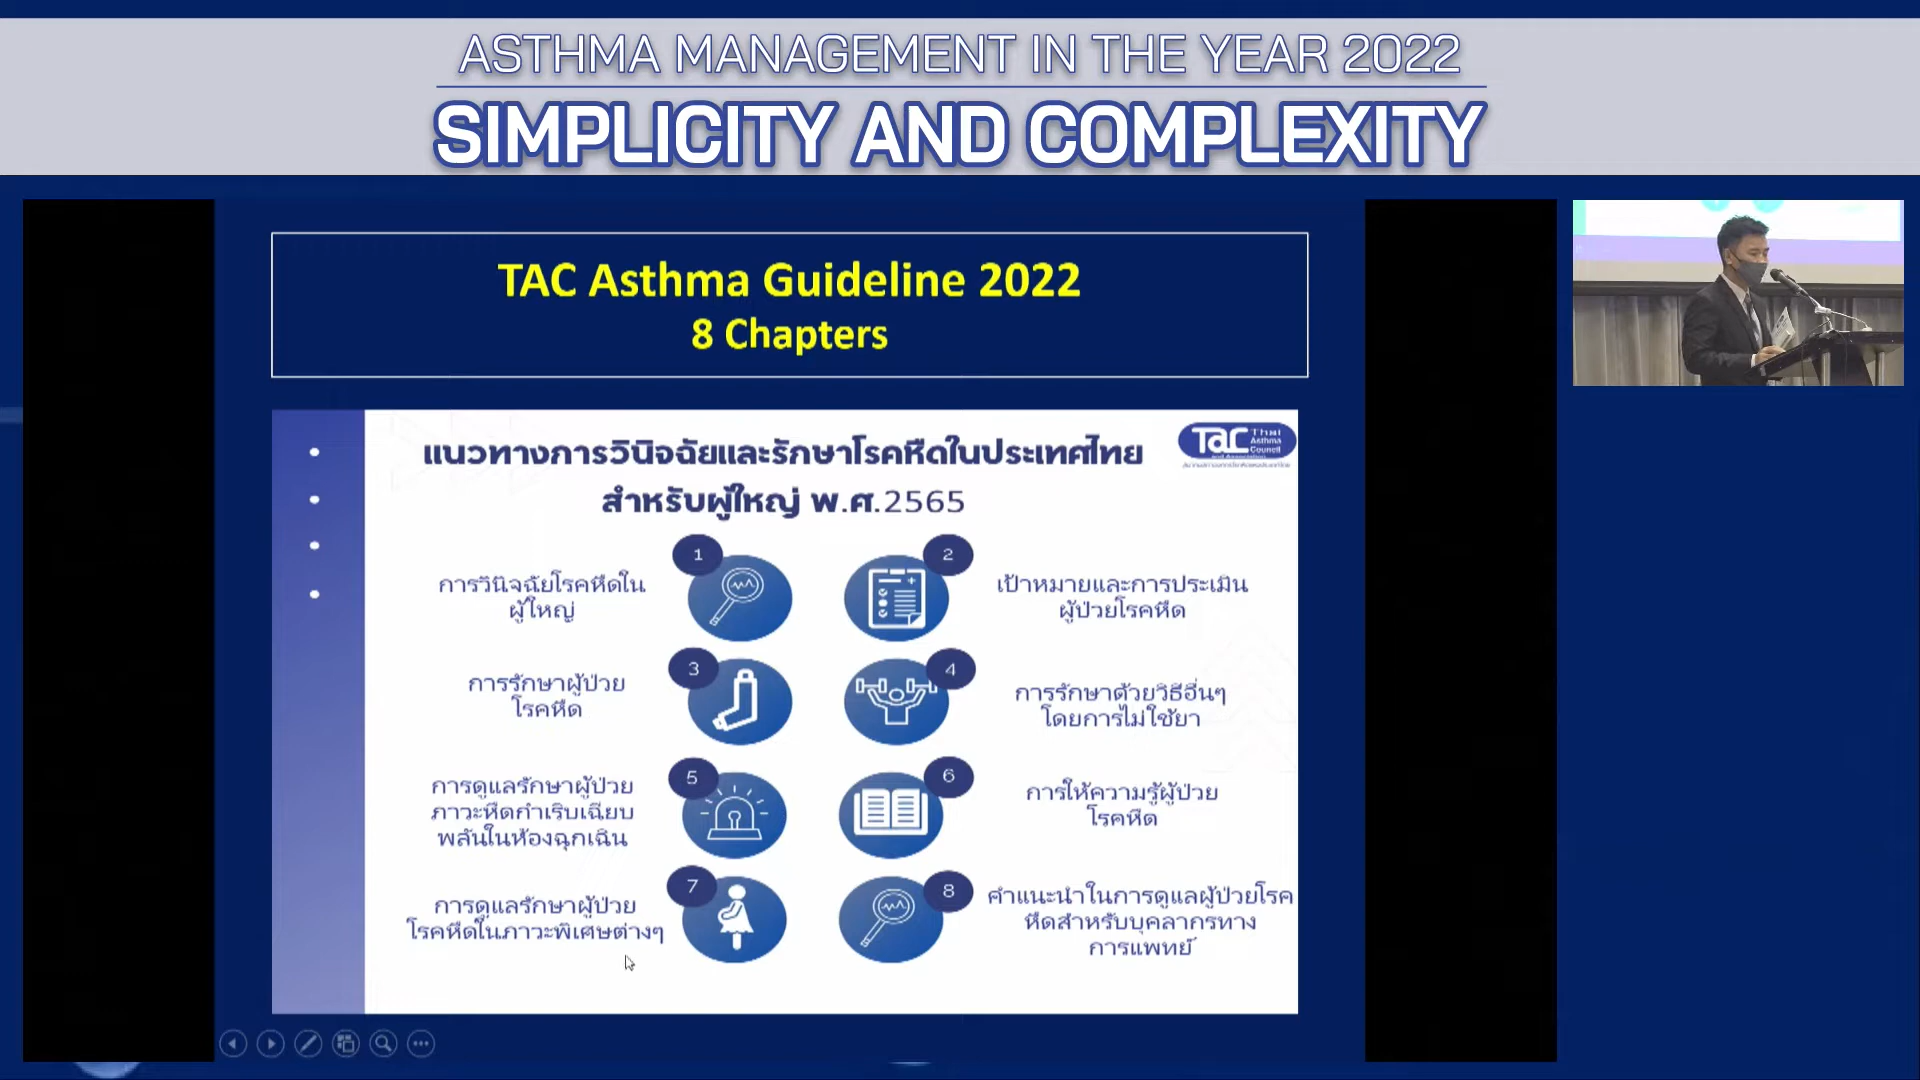 ASTHMA MANAGEMENT IN THE YEAR 2022
SIMPLICITY AND COMPLEXITY
TAC Asthma Guideline 2022
8 Chapters
แนวทางการวินิจฉัยและรักษาโรคหืดในประเทศไทย
สำหรับผู้ใหญ่ พ.ศ.2565
TaC Thai
Asthma
Council
and Association
1
การวินิจฉัยโรคหืดใน
ผู้ใหญ่
2
เป้าหมายและการประเมิน
ผู้ป่วยโรคหืด
3
การรักษาผู้ป่วย
โรคหืด
4
การรักษาด้วยวิธีอื่นๆ
โดยการไม่ใช้ยา
5
การดูแลรักษาผู้ป่วย
ภาวะหืดกำเริบเฉียบ
พลันในห้องฉุกเฉิน
6
การให้ความรู้ผู้ป่วย
โรคหืด
7
การดูแลรักษาผู้ป่วย
โรคหืดในภาวะพิเศษต่างๆ
8
คำแนะนำในการดูแลผู้ป่วยโรค
หืดสำหรับบุคลากรทาง
การแพทย์